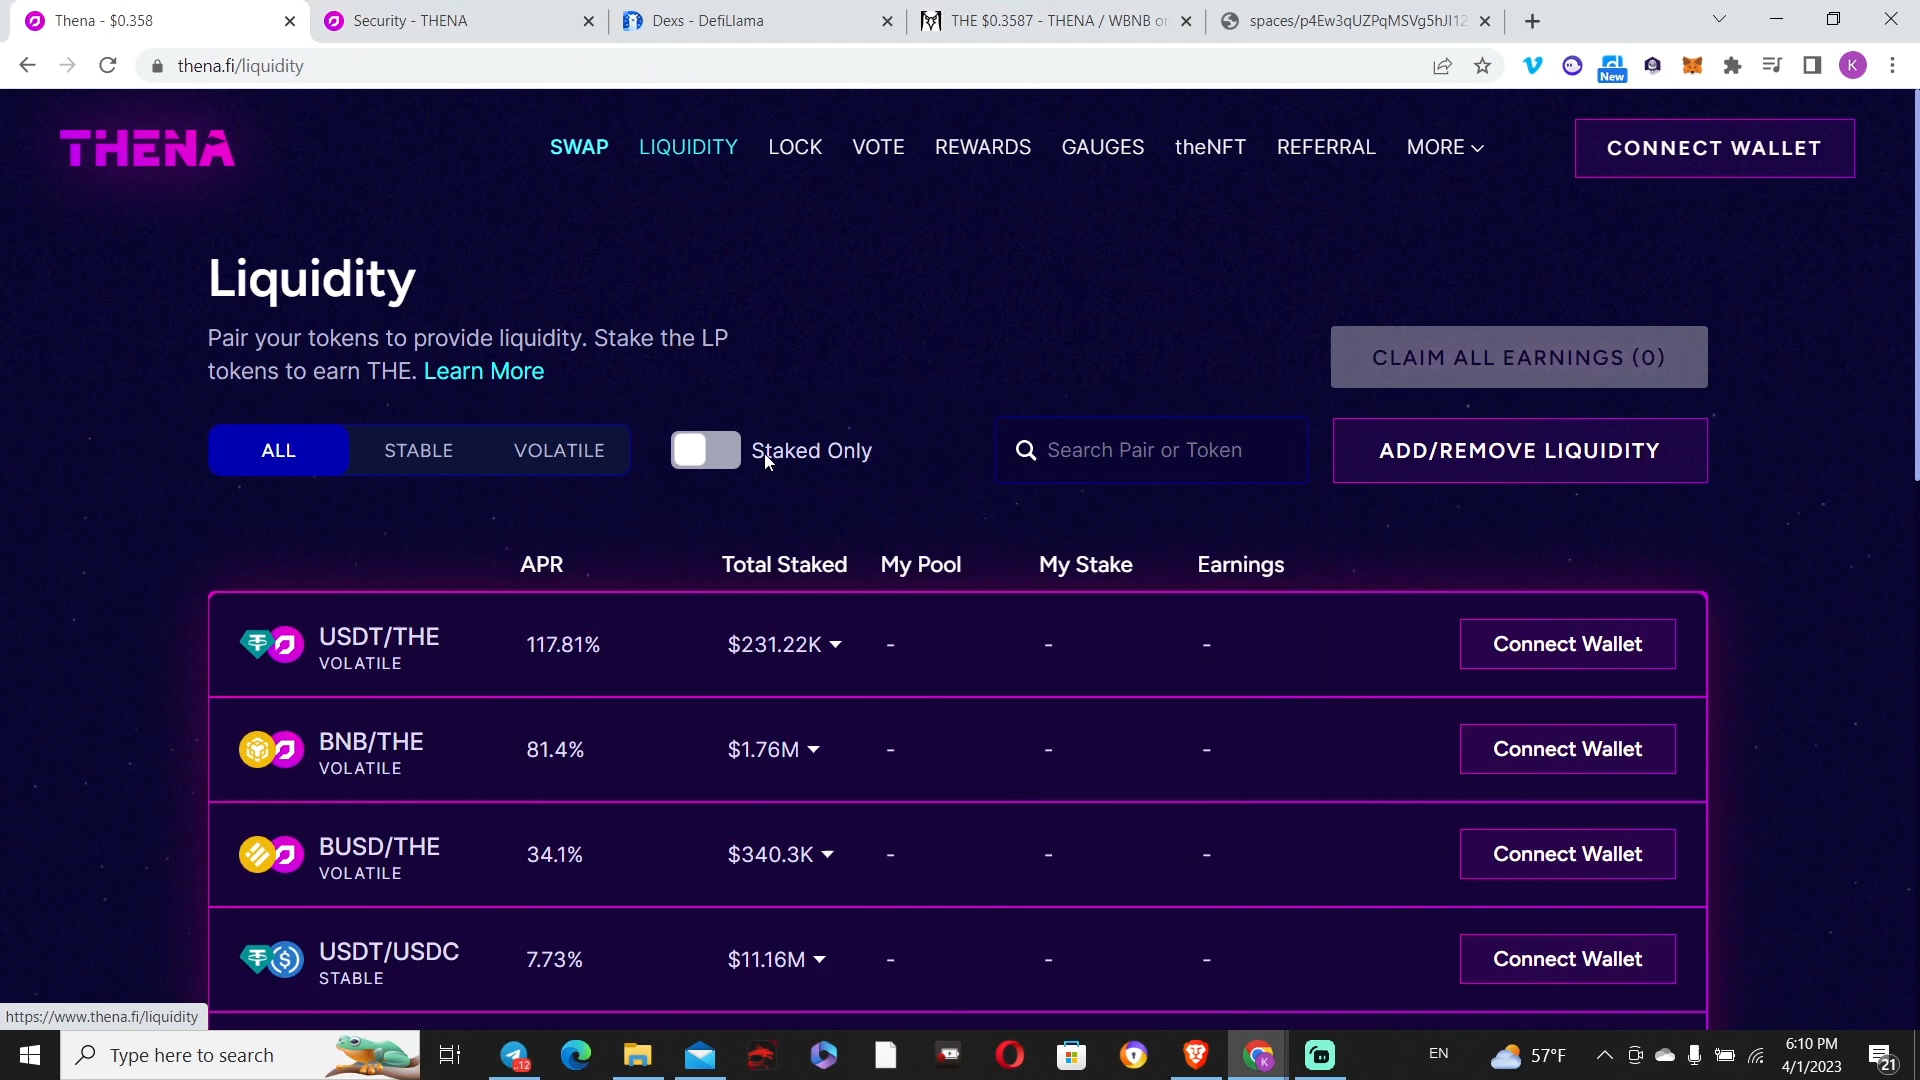 Thena - $0.358
Security - THENA
Dexs - DefiLlama
THE $0.3587 - THENA / WBNB on
spaces/p4Ew3qUZPqMSVg5hJI12
thena.fi/liquidity
New
K
THENA
SWAP
LIQUIDITY
LOCK
VOTE
REWARDS
GAUGES
theNFT
REFERRAL
MORE
CONNECT WALLET
Liquidity
Pair your tokens to provide liquidity. Stake the LP
tokens to earn THE. Learn More
CLAIM ALL EARNINGS (0)
ALL
STABLE
VOLATILE
Staked Only
Search Pair or Token
ADD/REMOVE LIQUIDITY
APR
Total Staked
My Pool
My Stake
Earnings
USDT/THE
VOLATILE
117.81%
$231.22K
-
-
-
Connect Wallet
BNB/THE
VOLATILE
81.4%
$1.76M
-
-
-
Connect Wallet
BUSD/THE
VOLATILE
34.1%
$340.3K
-
-
-
Connect Wallet
USDT/USDC
STABLE
7.73%
$11.16M
-
-
-
Connect Wallet
https://www.thena.fi/liquidity
Type here to search
12
K
EN
57°F
6:10 PM
4/1/2023
21